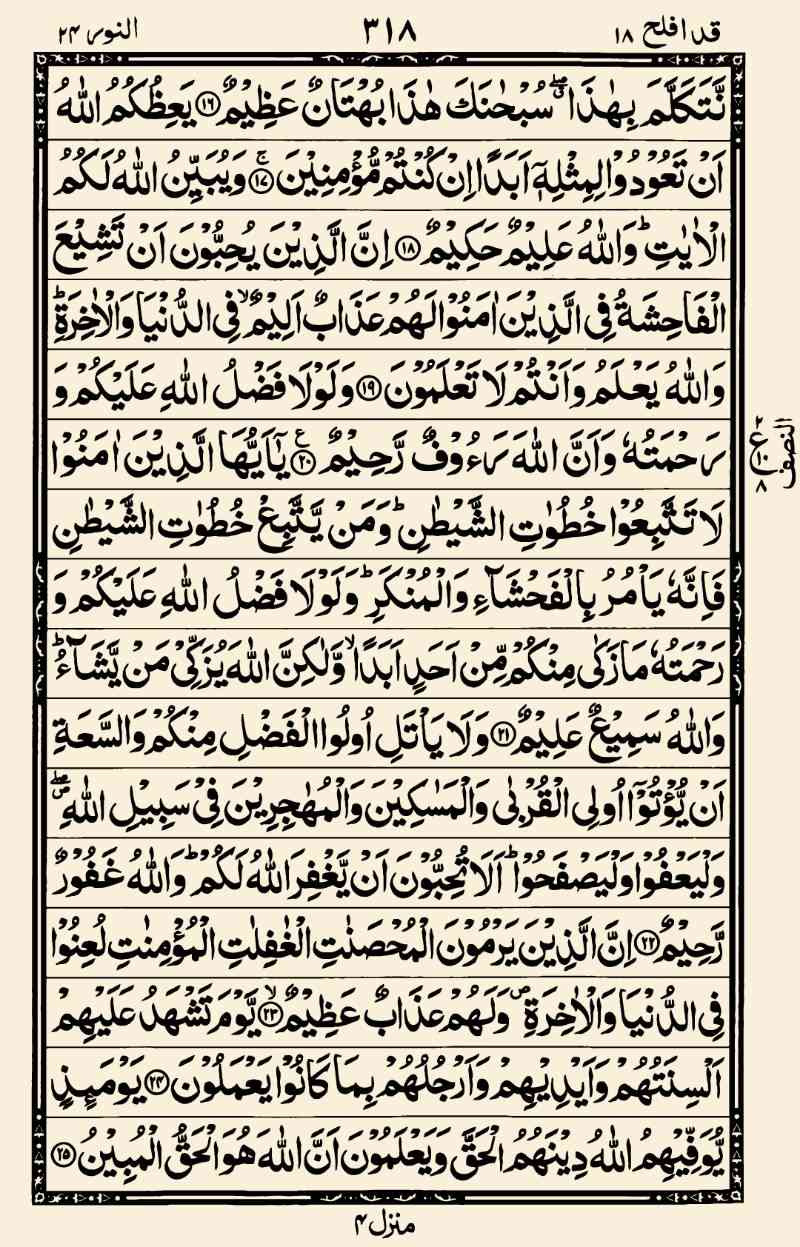 قد افلح ١٨ ٣١٨ النور ٢٤
نَّتَكَلَّمَ بِهٰذَا ۖۗ سُبْحٰنَكَ هٰذَا بُهْتَانٌ عَظِيْمٌ ﴿١٦﴾ يَعِظُكُمُ اللّٰهُ
اَنْ تَعُوْدُوْا لِمِثْلِهٖۤ اَبَدًا اِنْ كُنْتُمْ مُّؤْمِنِيْنَ ﴿١٧﴾ۚ وَيُبَيِّنُ اللّٰهُ لَكُمُ
الْاٰيٰتِ ؕ وَاللّٰهُ عَلِيْمٌ حَكِيْمٌ ﴿١٨﴾ اِنَّ الَّذِيْنَ يُحِبُّوْنَ اَنْ تَشِيْعَ
الْفَاحِشَةُ فِى الَّذِيْنَ اٰمَنُوْا لَهُمْ عَذَابٌ اَلِيْمٌ ۙ فِى الدُّنْيَا وَالْاٰخِرَةِ ؕ
وَاللّٰهُ يَعْلَمُ وَاَنْتُمْ لَا تَعْلَمُوْنَ ﴿١٩﴾ وَلَوْلَا فَضْلُ اللّٰهِ عَلَيْكُمْ وَ
رَحْمَتُهٗ وَاَنَّ اللّٰهَ رَءُوْفٌ رَّحِيْمٌ ﴿٢٠﴾ ع يٰۤاَيُّهَا الَّذِيْنَ اٰمَنُوْا
النصف ٢ ع ١٠ ٨
لَا تَتَّبِعُوْا خُطُوٰتِ الشَّيْطٰنِ ؕ وَمَنْ يَّتَّبِعْ خُطُوٰتِ الشَّيْطٰنِ
فَاِنَّهٗ يَاْمُرُ بِالْفَحْشَآءِ وَالْمُنْكَرِ ؕ وَلَوْلَا فَضْلُ اللّٰهِ عَلَيْكُمْ وَ
رَحْمَتُهٗ مَا زَكٰى مِنْكُمْ مِّنْ اَحَدٍ اَبَدًا ۙ وَّلٰكِنَّ اللّٰهَ يُزَكِّىْ مَنْ يَّشَآءُ ؕ
وَاللّٰهُ سَمِيْعٌ عَلِيْمٌ ﴿٢١﴾ وَلَا يَاْتَلِ اُولُوا الْفَضْلِ مِنْكُمْ وَالسَّعَةِ
اَنْ يُّؤْتُوْۤا اُولِى الْقُرْبٰى وَالْمَسٰكِيْنَ وَالْمُهٰجِرِيْنَ فِىْ سَبِيْلِ اللّٰهِ ۖۗ
وَلْيَعْفُوْا وَلْيَصْفَحُوْا ؕ اَلَا تُحِبُّوْنَ اَنْ يَّغْفِرَ اللّٰهُ لَكُمْ ؕ وَاللّٰهُ غَفُوْرٌ
رَّحِيْمٌ ﴿٢٢﴾ اِنَّ الَّذِيْنَ يَرْمُوْنَ الْمُحْصَنٰتِ الْغٰفِلٰتِ الْمُؤْمِنٰتِ لُعِنُوْا
فِى الدُّنْيَا وَالْاٰخِرَةِ ۪ وَلَهُمْ عَذَابٌ عَظِيْمٌ ﴿٢٣﴾ۙ يَّوْمَ تَشْهَدُ عَلَيْهِمْ
اَلْسِنَتُهُمْ وَاَيْدِيْهِمْ وَاَرْجُلُهُمْ بِمَا كَانُوْا يَعْمَلُوْنَ ﴿٢٤﴾ يَوْمَىِٕذٍ
يُّوَفِّيْهِمُ اللّٰهُ دِيْنَهُمُ الْحَقَّ وَيَعْلَمُوْنَ اَنَّ اللّٰهَ هُوَ الْحَقُّ الْمُبِيْنُ ﴿٢٥﴾
منزل ٤